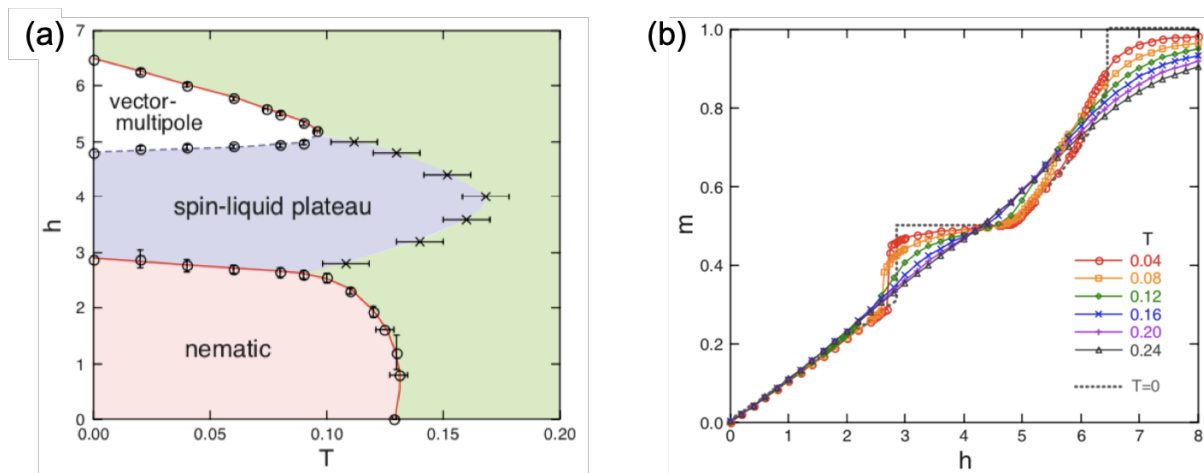 (a)
7
6
5
4
3
2
1
0
h
vector-
multipole
spin-liquid plateau
nematic
0.00 0.05 0.10 0.15 0.20
T
(b)
1.0
0.8
0.6
0.4
0.2
0.0
m
T
0.04
0.08
0.12
0.16
0.20
0.24
T=0
0 1 2 3 4 5 6 7 8
h